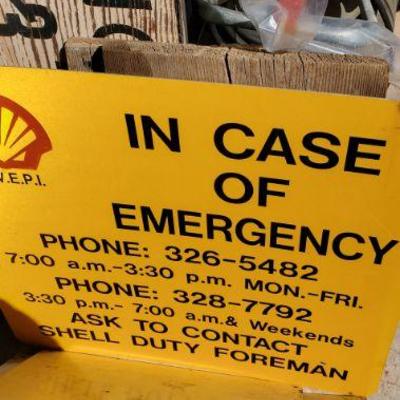 IN CASE
OF
EMERGENCY
PHONE: 326-5482
7:00 a.m.-3:30 p.m. MON.-FRI.
PHONE: 328-7792
3:30 p.m.- 7:00 a.m.& Weekends
ASK TO CONTACT
SHELL DUTY FOREMAN